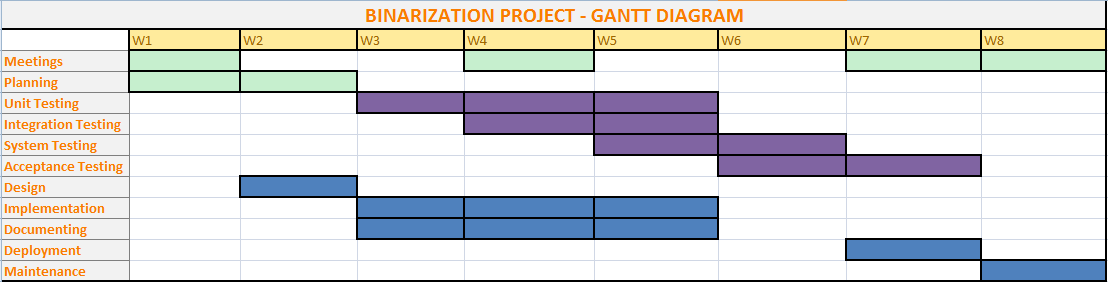 BINARIZATION PROJECT - GANTT DIAGRAM
W1 W2 W3 W4 W5 W6 W7 W8
Meetings
Planning
Unit Testing
Integration Testing
System Testing
Acceptance Testing
Design
Implementation
Documenting
Deployment
Maintenance